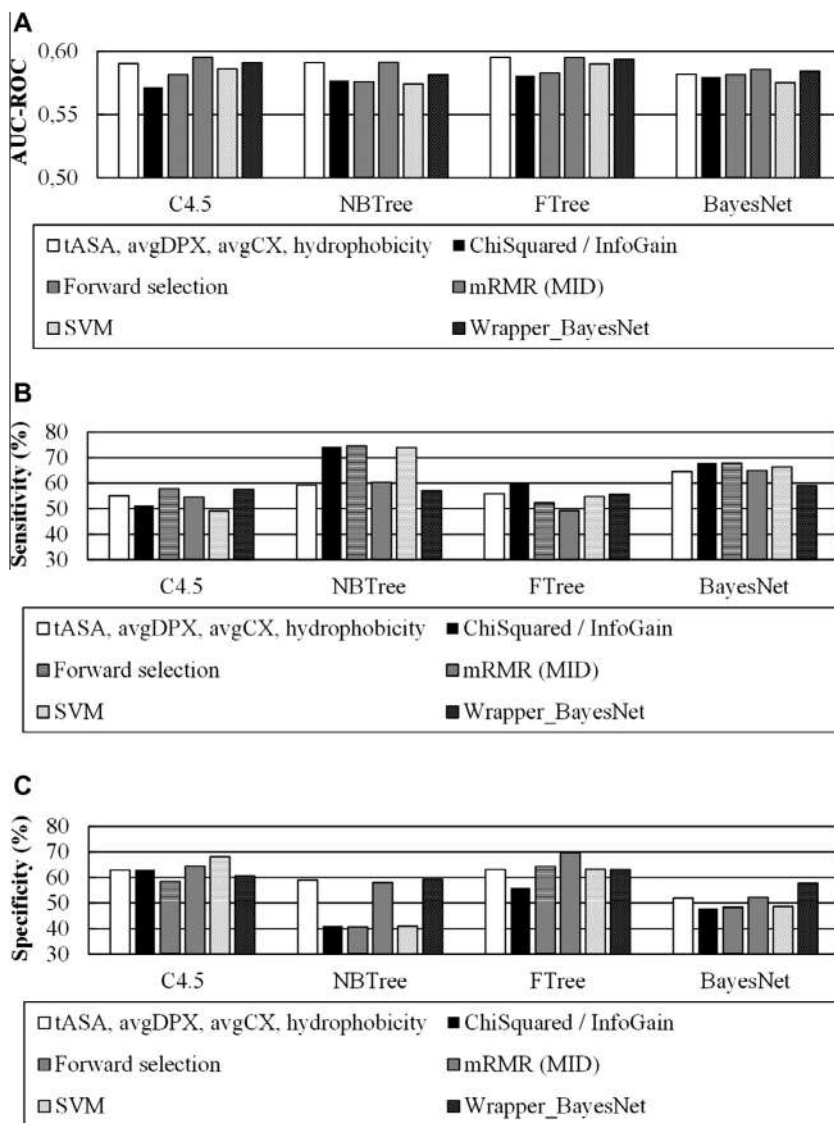 A
AUC-ROC
0,60
0,55
0,50
C4.5 NBTree FTree BayesNet
tASA, avgDPX, avgCX, hydrophobicity ChiSquared / InfoGain
Forward selection mRMR (MID)
SVM Wrapper_BayesNet
B
Sensitivity (%)
80
70
60
50
40
30
C4.5 NBTree FTree BayesNet
tASA, avgDPX, avgCX, hydrophobicity ChiSquared / InfoGain
Forward selection mRMR (MID)
SVM Wrapper_BayesNet
C
Specificity (%)
80
70
60
50
40
30
C4.5 NBTree FTree BayesNet
tASA, avgDPX, avgCX, hydrophobicity ChiSquared / InfoGain
Forward selection mRMR (MID)
SVM Wrapper_BayesNet